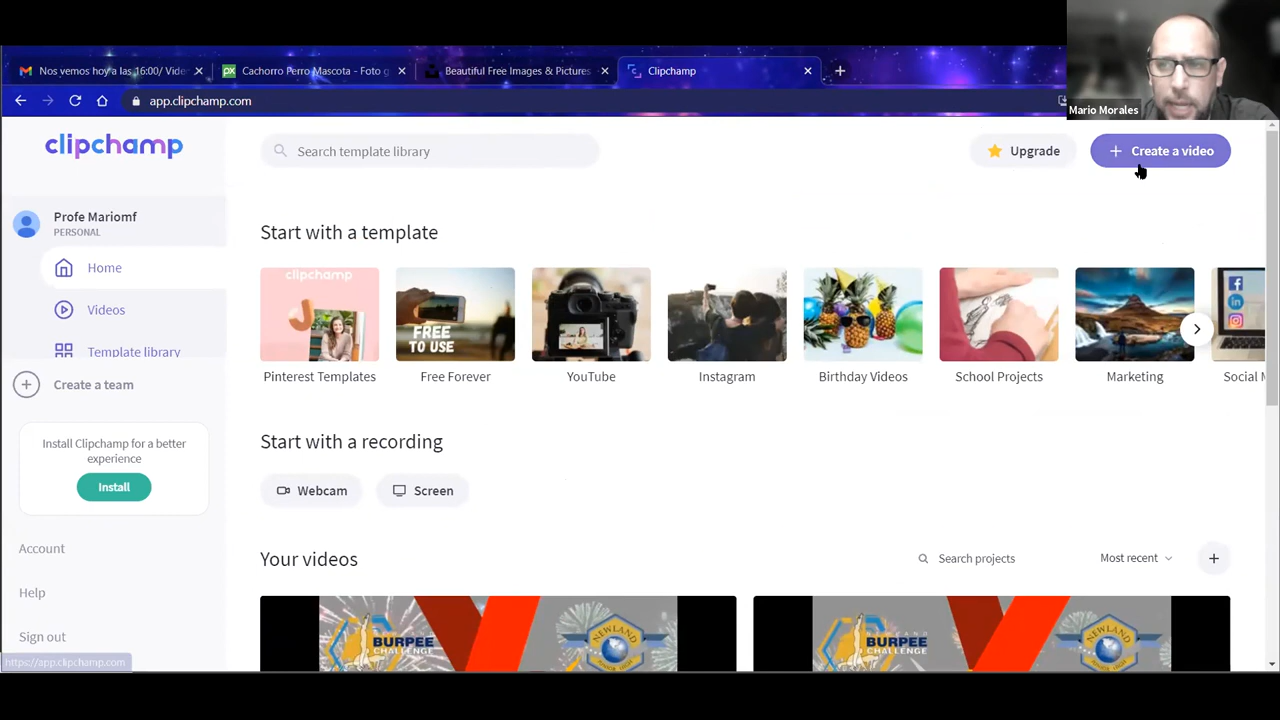 Nos vemos hoy a las 16:00/ Vide
Cachorro Perro Mascota - Foto g
Beautiful Free Images & Pictures
Clipchamp
Mario Morales
app.clipchamp.com
clipchamp
Search template library
Upgrade
Create a video
Profe Mariomf
PERSONAL
Home
Videos
Template library
Create a team
Install Clipchamp for a better
experience
Install
Account
Help
Sign out
https://app.clipchamp.com
Start with a template
clipchamp
J
FREE
TO USE
Pinterest Templates
Free Forever
YouTube
Instagram
Birthday Videos
School Projects
Marketing
Social M
Start with a recording
Webcam
Screen
Your videos
Search projects
Most recent
BURPEE
CHALLENGE
NEWLAND
BURPEE
CHALLENGE
NEWLAND